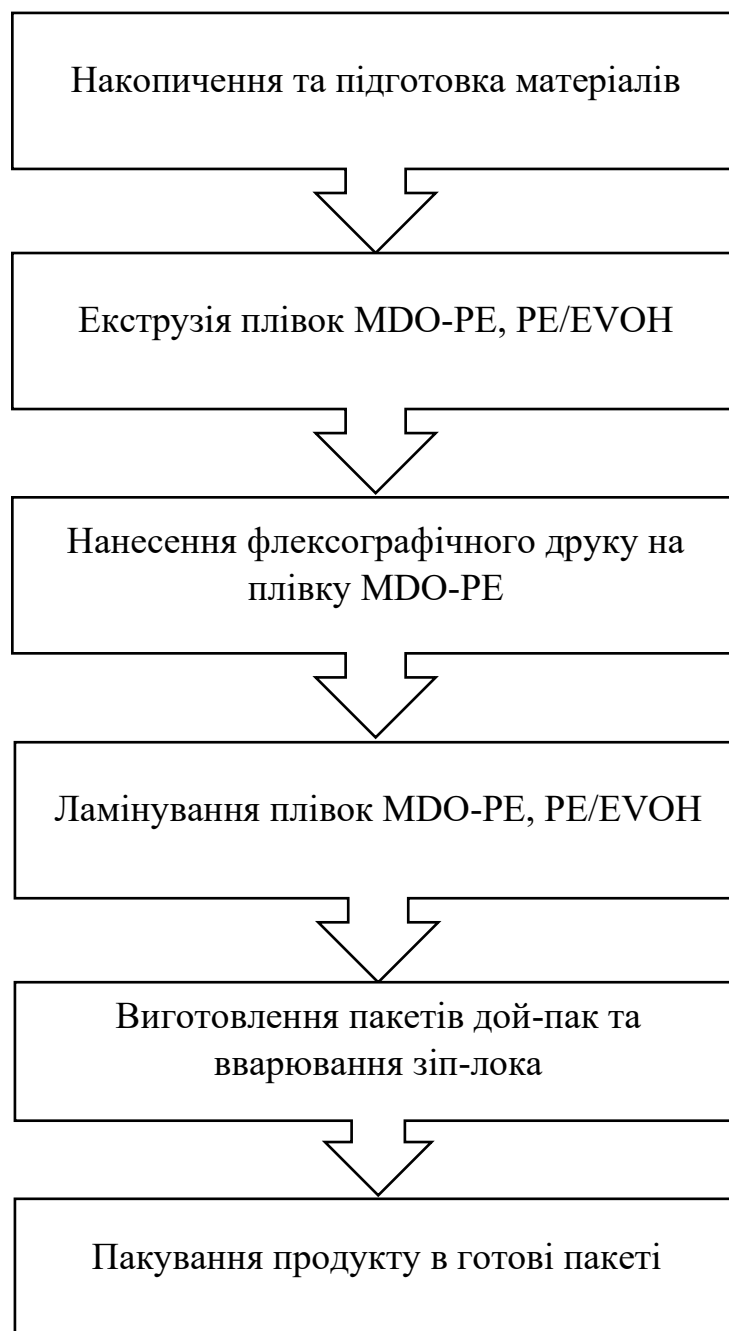 Накопичення та підготовка матеріалів
Екструзія плівок MDO-PE, PE/EVOH
Нанесення флексографічного друку на
плівку MDO-PE
Ламінування плівок MDO-PE, PE/EVOH
Виготовлення пакетів дой-пак та
вварювання зіп-лока
Пакування продукту в готові пакеті